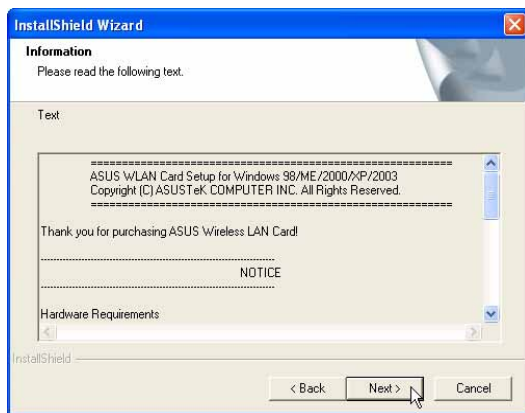 InstallShield Wizard
Information
Please read the following text.
Text
===========================================================
ASUS WLAN Card Setup for Windows 98/ME/2000/XP/2003
Copyright (C) ASUSTeK COMPUTER INC. All Rights Reserved.
===========================================================
Thank you for purchasing ASUS Wireless LAN Card!
----------------------------------------------------------------------
NOTICE
----------------------------------------------------------------------
Hardware Requirements
InstallShield
< Back Next > Cancel